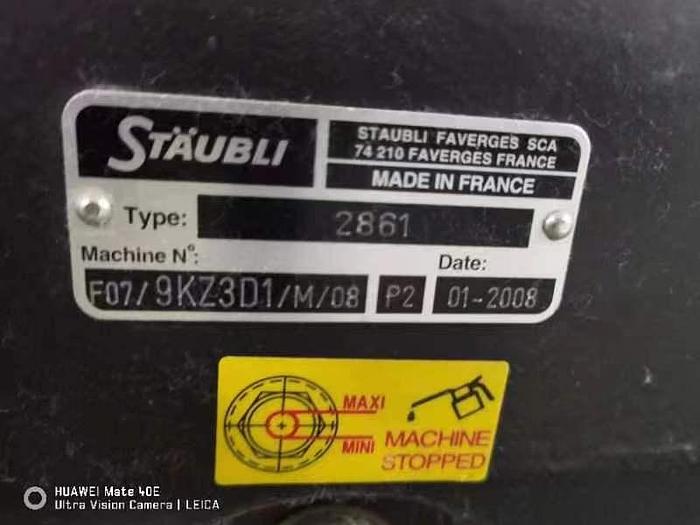 STÄUBLI
STAUBLI FAVERGES SCA
74 210 FAVERGES FRANCE
MADE IN FRANCE
Type: 2861
Machine N°: Date:
F07/9KZ3D1/M/08 P2 01-2008
MAXI
MINI
MACHINE
STOPPED
HUAWEI Mate 40E
Ultra Vision Camera | LEICA